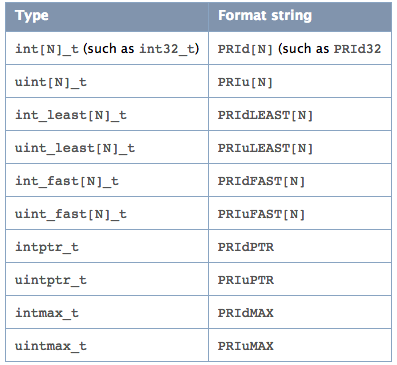 Type Format string
int[N]_t (such as int32_t) PRId[N] (such as PRId32
uint[N]_t PRIu[N]
int_least[N]_t PRIdLEAST[N]
uint_least[N]_t PRIuLEAST[N]
int_fast[N]_t PRIdFAST[N]
uint_fast[N]_t PRIuFAST[N]
intptr_t PRIdPTR
uintptr_t PRIuPTR
intmax_t PRIdMAX
uintmax_t PRIuMAX